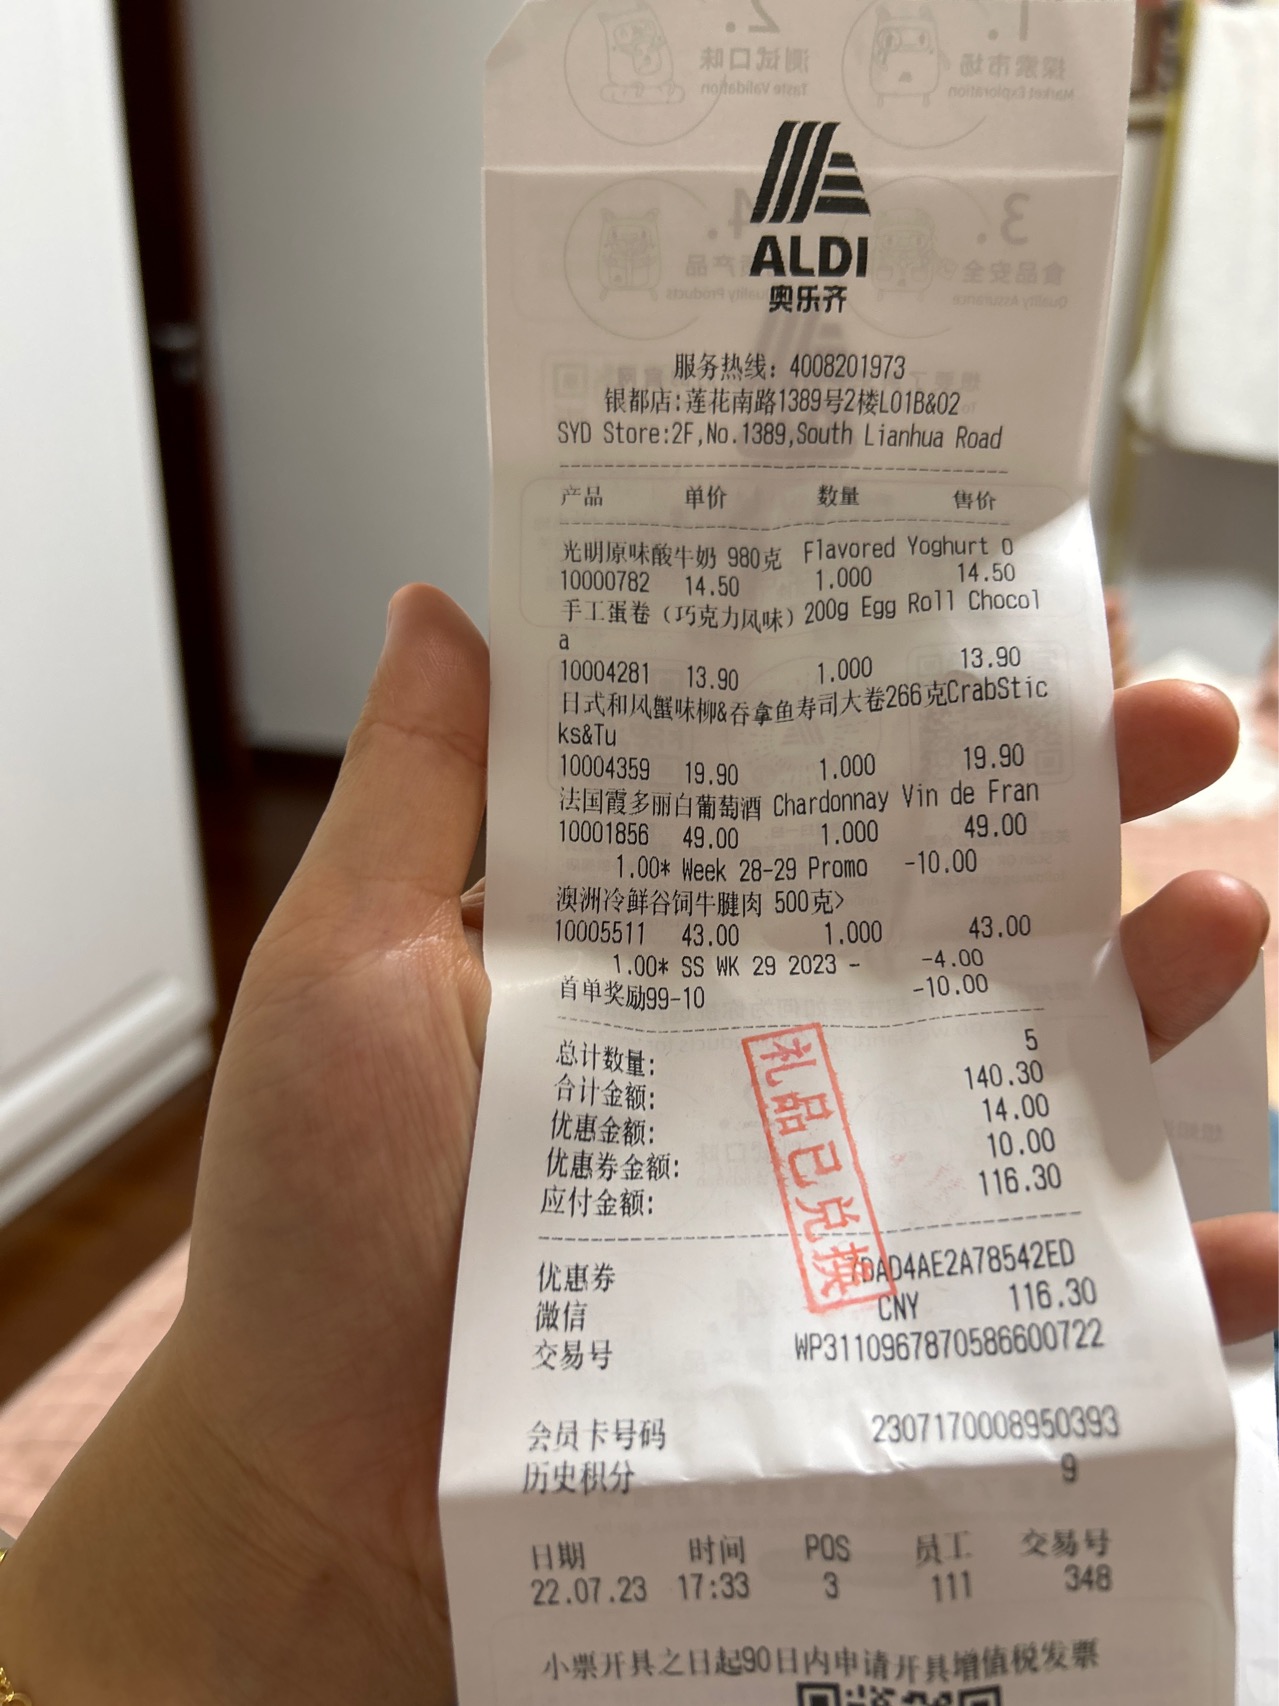 ALDI
奥乐齐
服务热线: 4008201973
银都店:莲花南路1389号2楼L01B&02
SYD Store:2F,No.1389,South Lianhua Road
产品 单价 数量 售价
光明原味酸牛奶 980克 Flavored Yoghurt O
10000782 14.50 1.000 14.50
手工蛋卷（巧克力风味）200g Egg Roll Chocol
a
10004281 13.90 1.000 13.90
日式和风蟹味柳&吞拿鱼寿司大卷266克CrabStic
ks&Tu
10004359 19.90 1.000 19.90
法国霞多丽白葡萄酒 Chardonnay Vin de Fran
10001856 49.00 1.000 49.00
1.00* Week 28-29 Promo -10.00
澳洲冷鲜谷饲牛腱肉 500克>
10005511 43.00 1.000 43.00
1.00* SS WK 29 2023 - -4.00
首单奖励99-10 -10.00
总计数量: 5
合计金额: 140.30
优惠金额: 14.00
优惠券金额: 10.00
应付金额: 116.30
礼品已兑换
优惠券 7DAD4AE2A78542ED
微信 CNY 116.30
交易号 WP3110967870586600722
会员卡号码 2307170008950393
历史积分 9
日期 时间 POS 员工 交易号
22.07.23 17:33 3 111 348
小票开具之日起90日内申请开具增值税发票